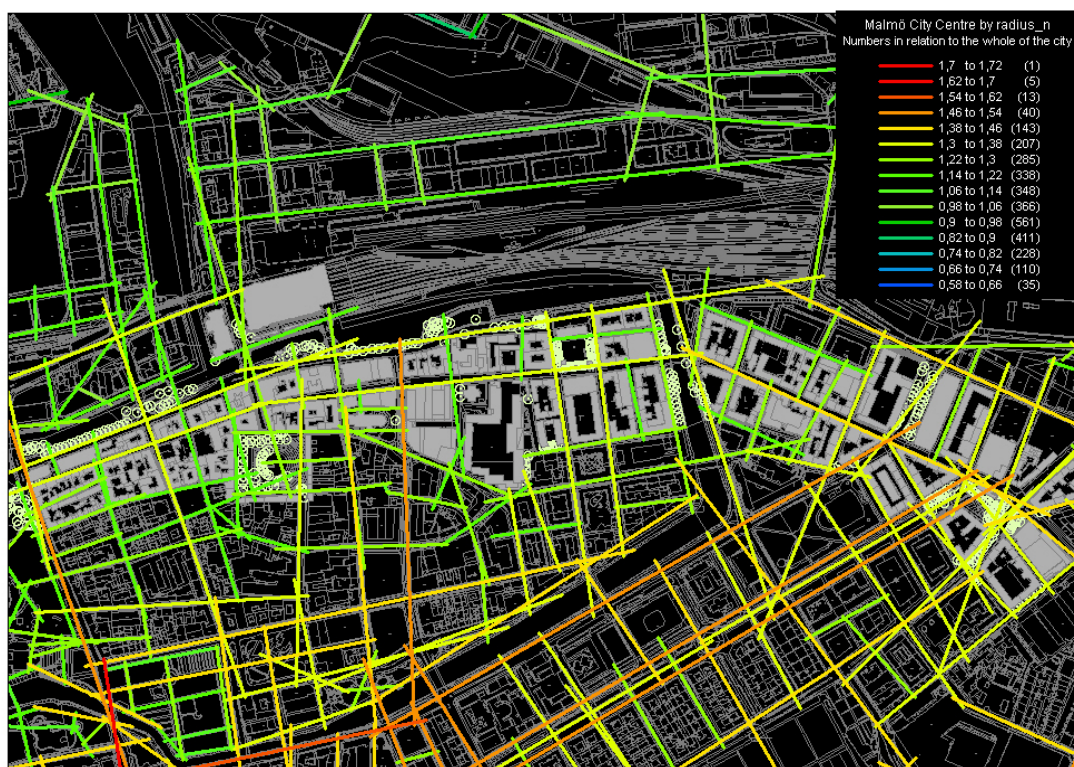 Malmö City Centre by radius_n
Numbers in relation to the whole of the city
1,7 to 1,72 (1)
1,62 to 1,7 (5)
1,54 to 1,62 (13)
1,46 to 1,54 (40)
1,38 to 1,46 (143)
1,3 to 1,38 (207)
1,22 to 1,3 (285)
1,14 to 1,22 (338)
1,06 to 1,14 (348)
0,98 to 1,06 (366)
0,9 to 0,98 (561)
0,82 to 0,9 (411)
0,74 to 0,82 (228)
0,66 to 0,74 (110)
0,58 to 0,66 (35)